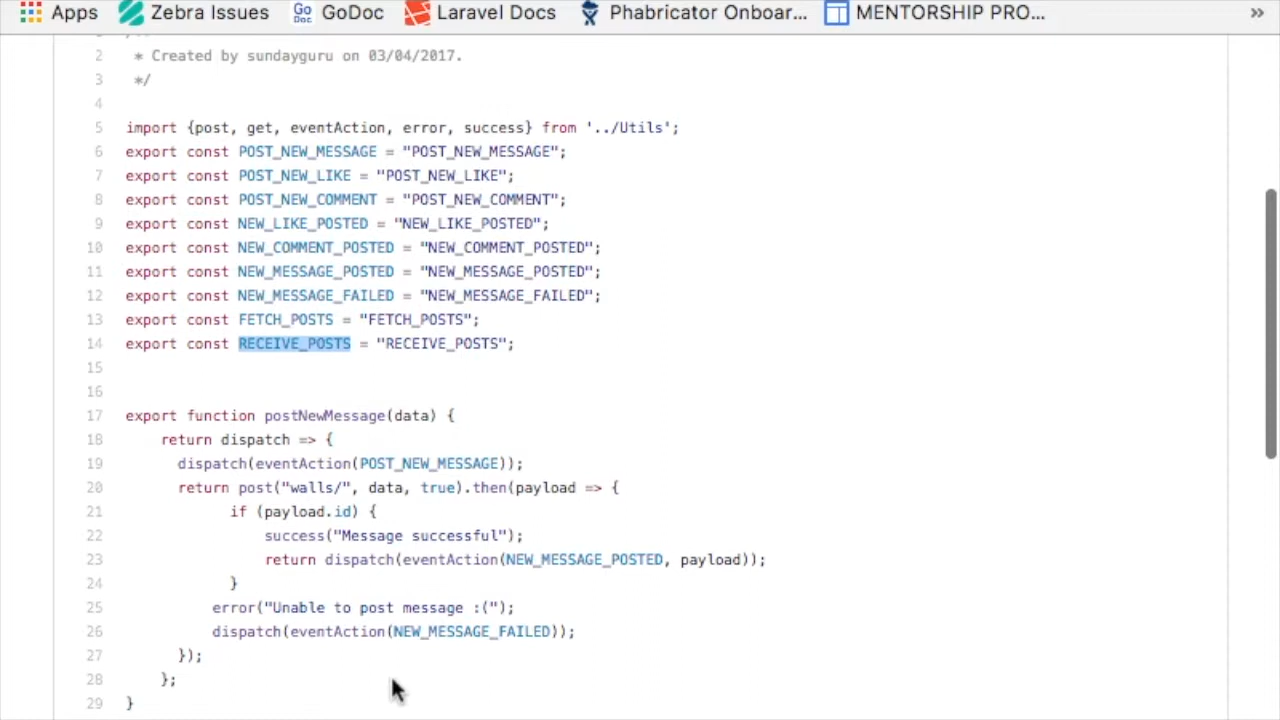 Apps Zebra Issues Go Doc GoDoc Laravel Docs Phabricator Onboar... MENTORSHIP PRO... »
2 * Created by sundayguru on 03/04/2017.
3 */
4
5 import {post, get, eventAction, error, success} from '../Utils';
6 export const POST_NEW_MESSAGE = "POST_NEW_MESSAGE";
7 export const POST_NEW_LIKE = "POST_NEW_LIKE";
8 export const POST_NEW_COMMENT = "POST_NEW_COMMENT";
9 export const NEW_LIKE_POSTED = "NEW_LIKE_POSTED";
10 export const NEW_COMMENT_POSTED = "NEW_COMMENT_POSTED";
11 export const NEW_MESSAGE_POSTED = "NEW_MESSAGE_POSTED";
12 export const NEW_MESSAGE_FAILED = "NEW_MESSAGE_FAILED";
13 export const FETCH_POSTS = "FETCH_POSTS";
14 export const RECEIVE_POSTS = "RECEIVE_POSTS";
15
16
17 export function postNewMessage(data) {
18 return dispatch => {
19 dispatch(eventAction(POST_NEW_MESSAGE));
20 return post("walls/", data, true).then(payload => {
21 if (payload.id) {
22 success("Message successful");
23 return dispatch(eventAction(NEW_MESSAGE_POSTED, payload));
24 }
25 error("Unable to post message :(");
26 dispatch(eventAction(NEW_MESSAGE_FAILED));
27 });
28 };
29 }